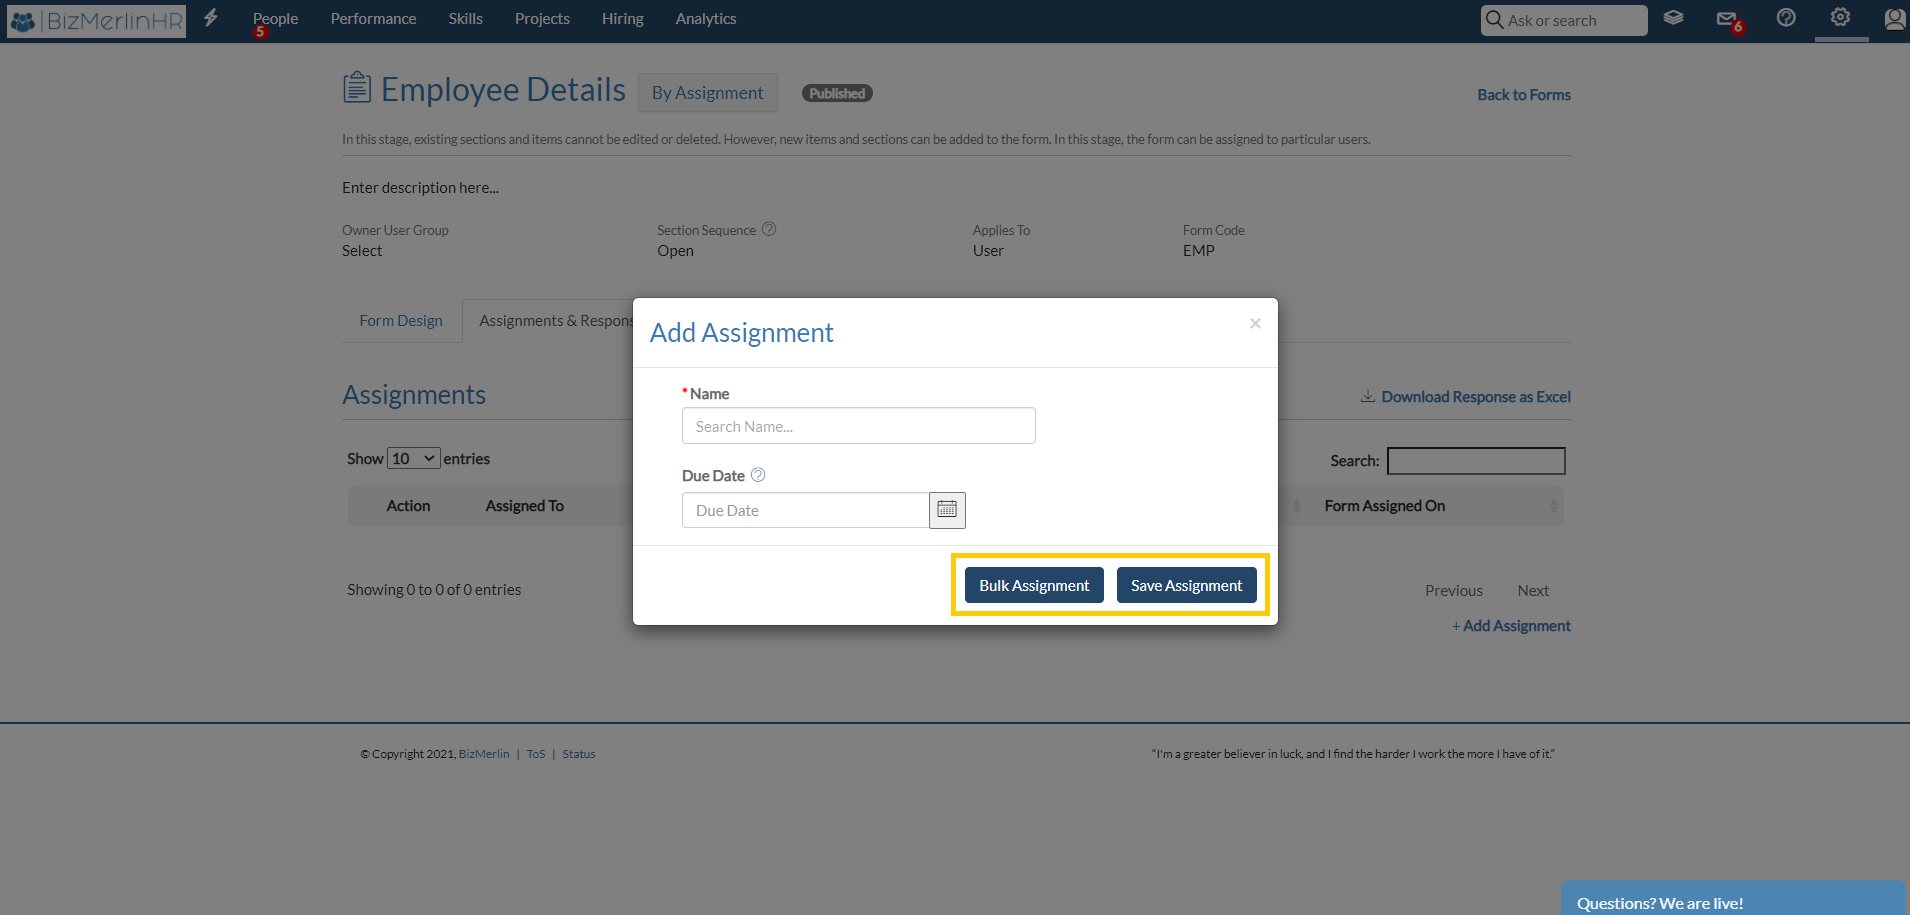 BizMerlinHR
People
Performance
Skills
Projects
Hiring
Analytics
Ask or search
5
6
Employee Details
By Assignment
Published
Back to Forms
In this stage, existing sections and items cannot be edited or deleted. However, new items and sections can be added to the form. In this stage, the form can be assigned to particular users.
Enter description here...
Owner User Group
Section Sequence
Applies To
Form Code
Select
Open
User
EMP
Form Design
Assignments & Respons
Add Assignment
×
* Name
Search Name...
Due Date
Due Date
Bulk Assignment
Save Assignment
Assignments
Download Response as Excel
Show 10 entries
Search:
Action
Assigned To
Form Assigned On
Showing 0 to 0 of 0 entries
Previous
Next
+ Add Assignment
© Copyright 2021, BizMerlin | ToS | Status
“I'm a greater believer in luck, and I find the harder I work the more I have of it.”
Questions? We are live!